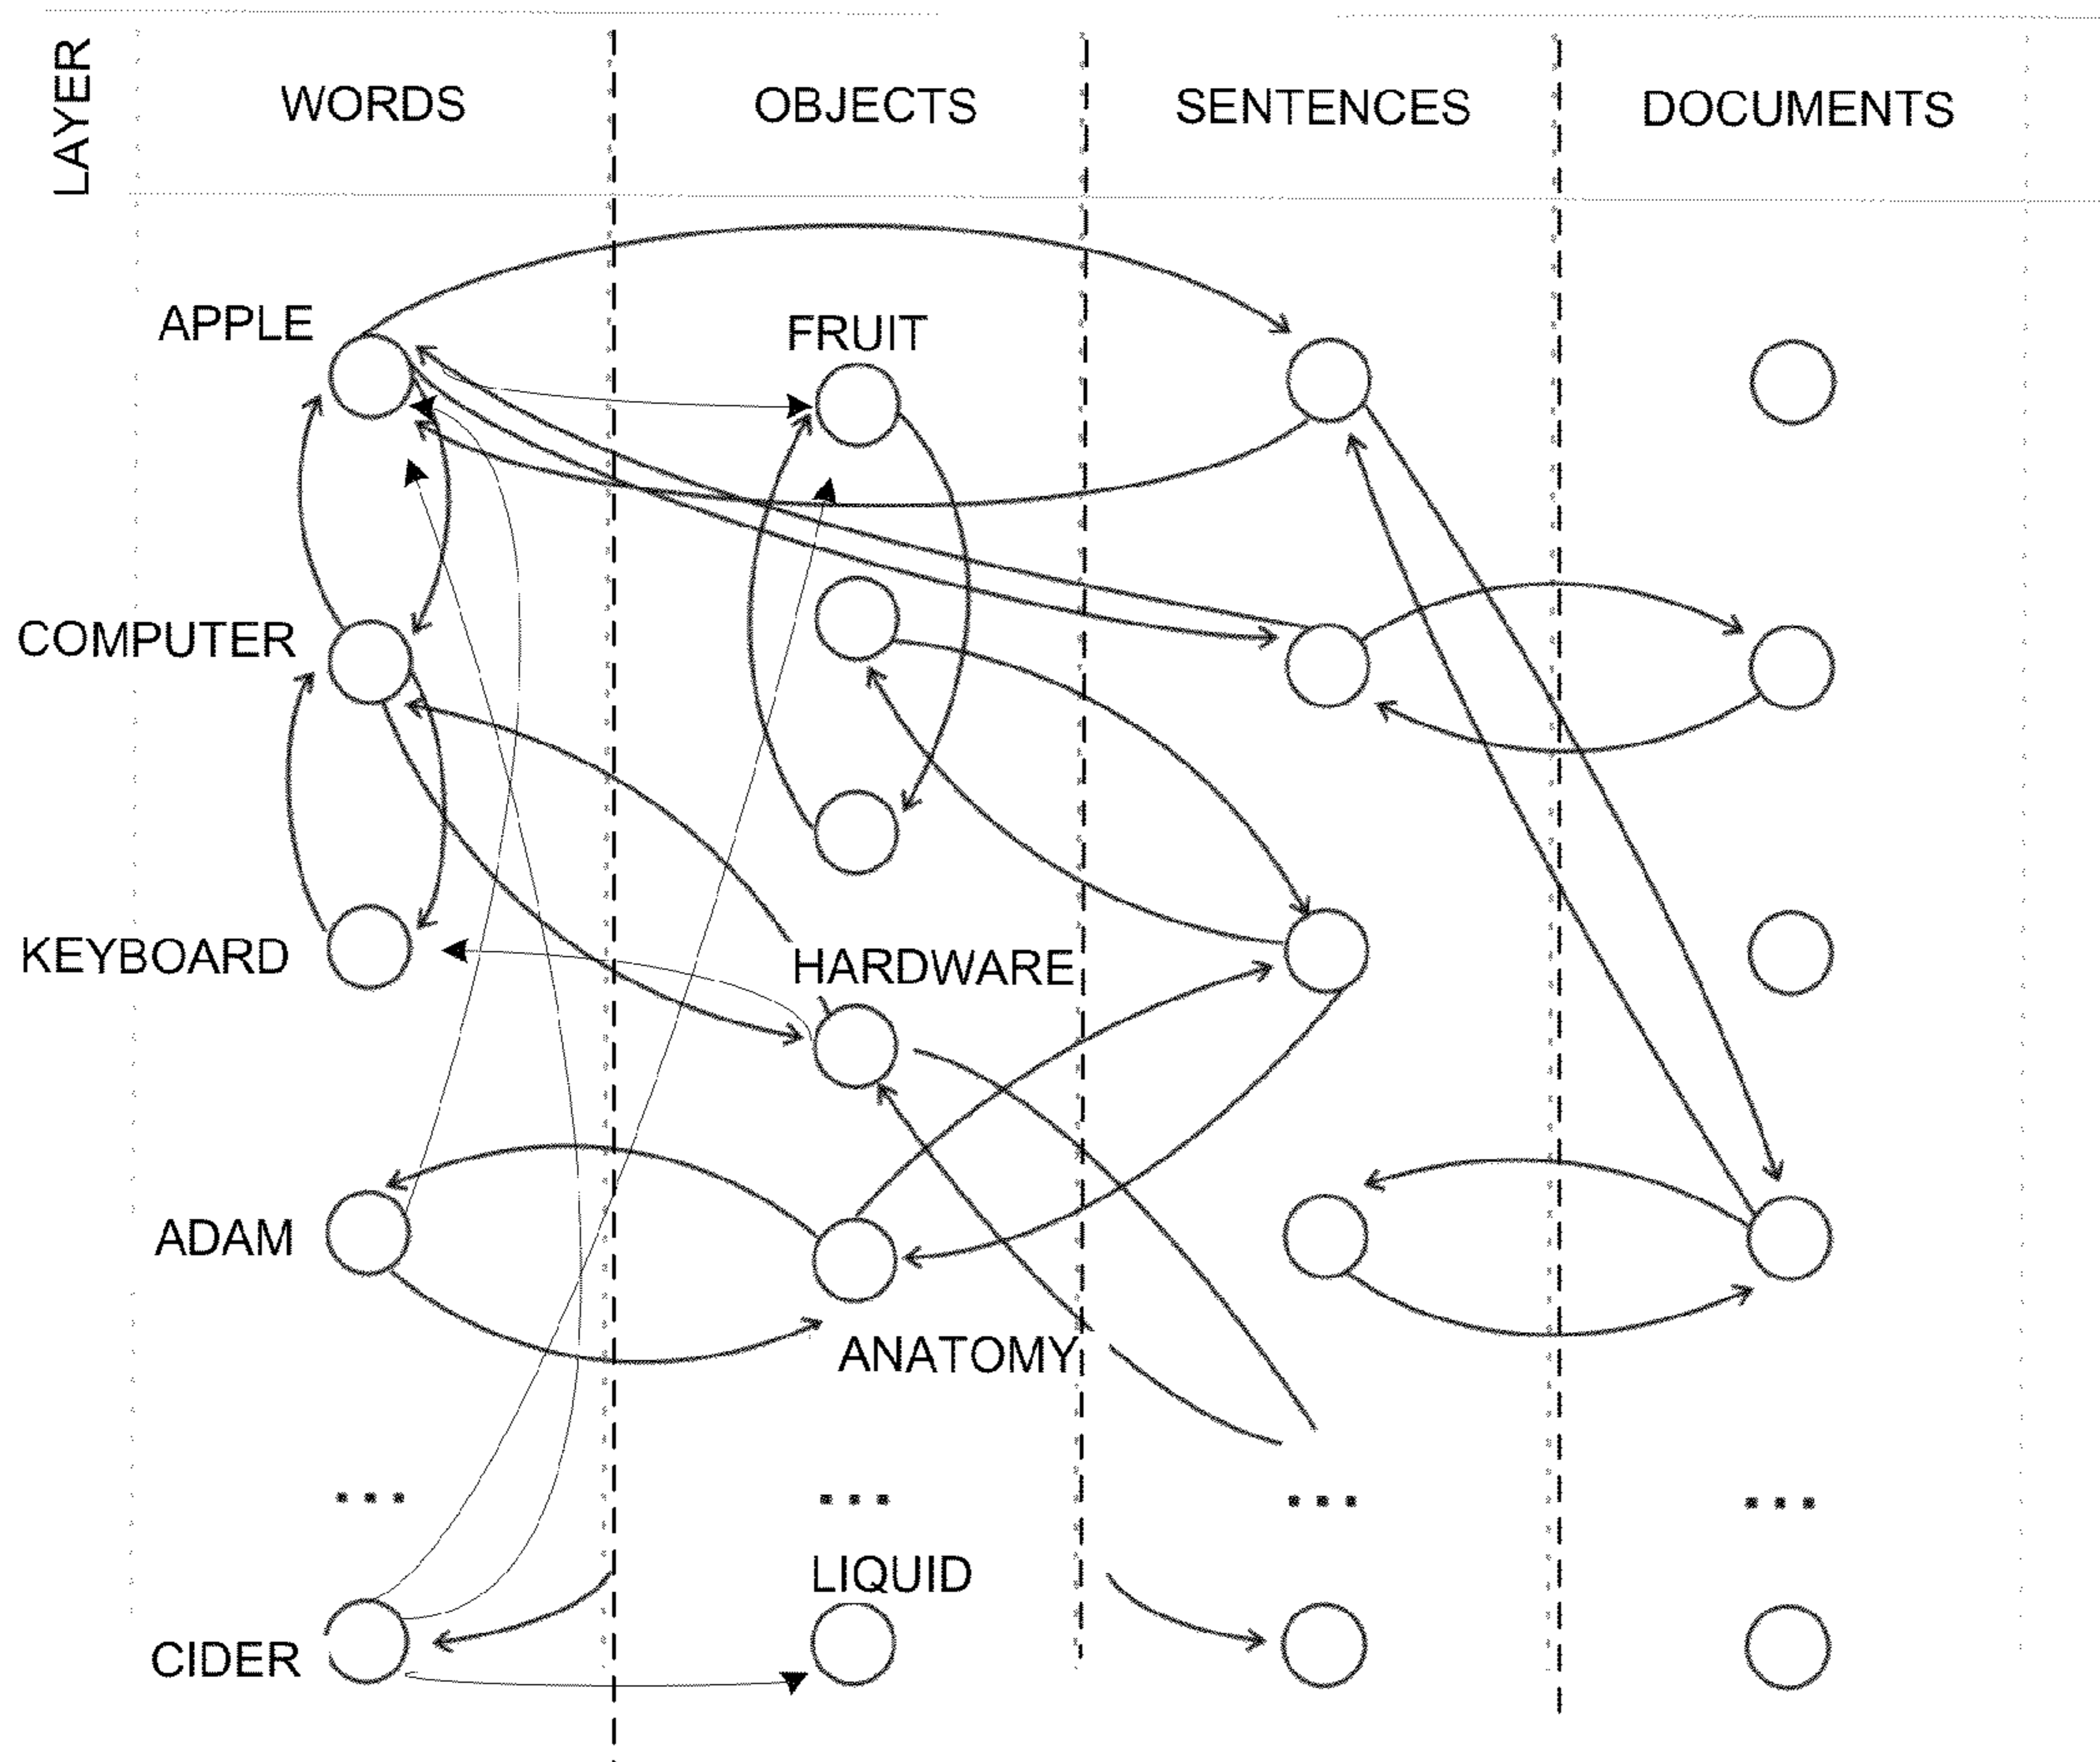 LAYER
WORDS
OBJECTS
SENTENCES
DOCUMENTS
APPLE
FRUIT
COMPUTER
KEYBOARD
HARDWARE
ADAM
ANATOMY
... ... ... ...
LIQUID
CIDER